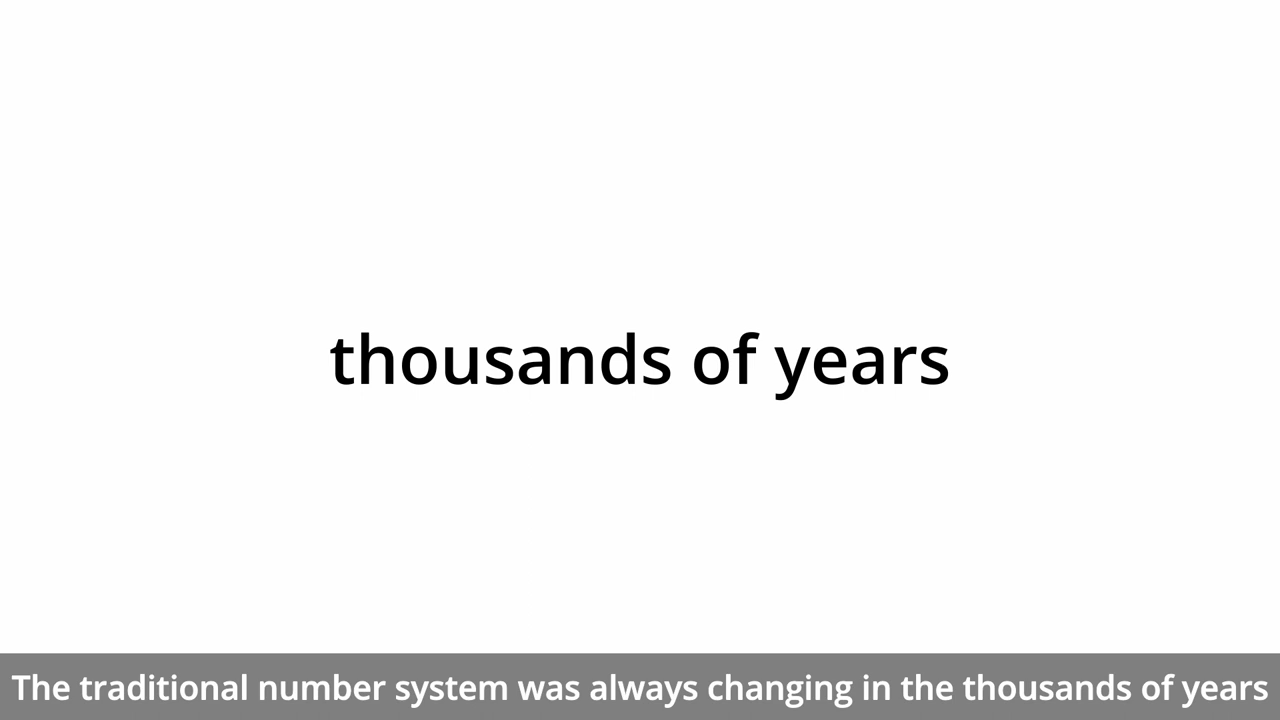 thousands of years
The traditional number system was always changing in the thousands of years